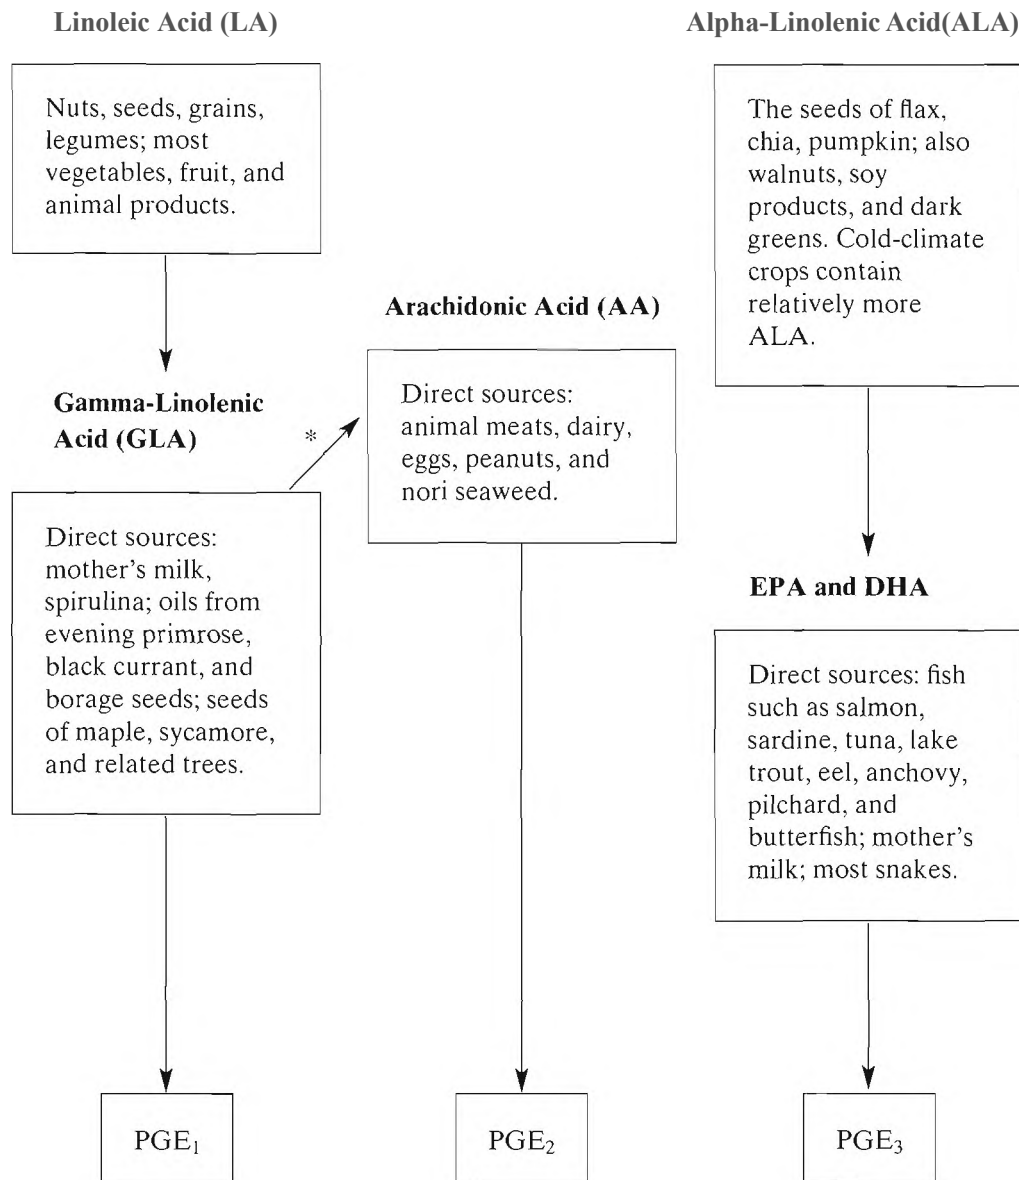 Linoleic Acid (LA)
Nuts, seeds, grains,
legumes; most
vegetables, fruit, and
animal products.
Gamma-Linolenic
Acid (GLA)
*
Direct sources:
mother's milk,
spirulina; oils from
evening primrose,
black currant, and
borage seeds; seeds
of maple, sycamore,
and related trees.
PGE₁
Arachidonic Acid (AA)
Direct sources:
animal meats, dairy,
eggs, peanuts, and
nori seaweed.
PGE₂
Alpha-Linolenic Acid(ALA)
The seeds of flax,
chia, pumpkin; also
walnuts, soy
products, and dark
greens. Cold-climate
crops contain
relatively more
ALA.
EPA and DHA
Direct sources: fish
such as salmon,
sardine, tuna, lake
trout, eel, anchovy,
pilchard, and
butterfish; mother's
milk; most snakes.
PGE₃